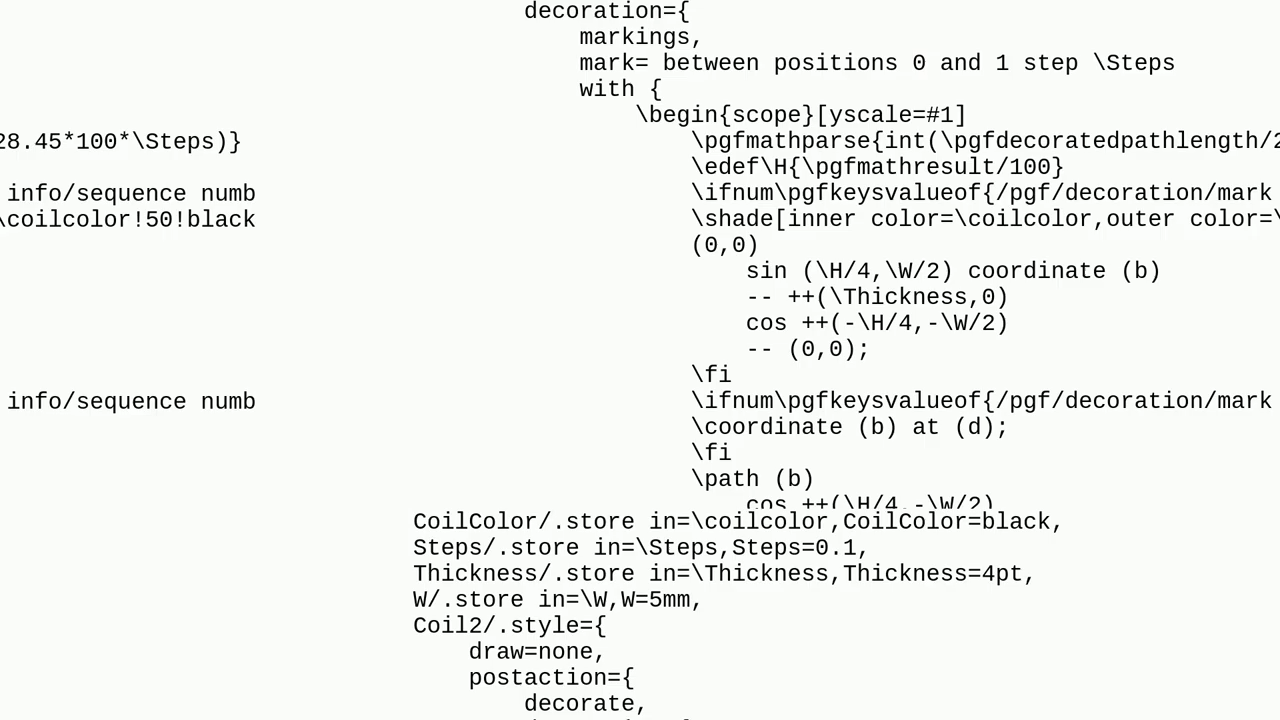 decoration={
markings,
mark= between positions 0 and 1 step \Steps
with {
\begin{scope}[yscale=#1]
28.45*100*\Steps)}
\pgfmathparse{int(\pgfdecoratedpathlength/2
\edef\H{\pgfmathresult/100}
info/sequence numb
\ifnum\pgfkeysvalueof{/pgf/decoration/mark
\coilcolor!50!black
\shade[inner color=\coilcolor,outer color=\
(0,0)
sin (\H/4,\W/2) coordinate (b)
-- ++(\Thickness,0)
cos ++(-\H/4,-\W/2)
-- (0,0);
\fi
info/sequence numb
\ifnum\pgfkeysvalueof{/pgf/decoration/mark
\coordinate (b) at (d);
\fi
\path (b)
cos ++(\H/4,-\W/2)
CoilColor/.store in=\coilcolor,CoilColor=black,
Steps/.store in=\Steps,Steps=0.1,
Thickness/.store in=\Thickness,Thickness=4pt,
W/.store in=\W,W=5mm,
Coil2/.style={
draw=none,
postaction={
decorate,